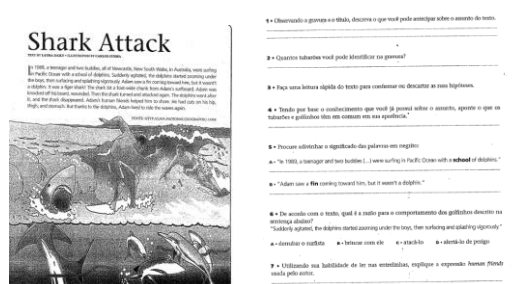 Shark Attack
In 1989, a teenager and two buddies, all of Newcastle, New South Wales, in Australia, were surfing
in Pacific Ocean with a school of dolphins. Suddenly agitated, the dolphins started zooming under
the boys, then surfacing and splashing vigorously. Adam saw a fin coming toward him, but it wasn't
a dolphin. It was a tiger shark! The shark bit a foot-wide chunk from Adam's surfboard. Adam was
knocked off his board, wounded. Then the shark turned and attacked again. The dolphins went after
it, and the shark disappeared. Adam's human friends helped him to shore. He had cuts on his hip,
thigh, and stomach. But thanks to the dolphins, Adam lived to ride the waves again.
1 • Observando a gravura e o título, descreva o que você pode antecipar sobre o assunto do texto.
2 • Quantos tubarões você pode identificar na gravura?
3 • Faça uma leitura rápida do texto para confirmar ou descartar as suas hipóteses.
4 • Tendo por base o conhecimento que você já possui sobre o assunto, aponte o que os
tubarões e golfinhos têm em comum em sua aparência.
5 • Procure adivinhar o significado das palavras em negrito:
a - "In 1989, a teenager and two buddies (...) were surfing in Pacific Ocean with a school of dolphins."
B - "Adam saw a fin coming toward him, but it wasn't a dolphin."
6 • De acordo com o texto, qual é a razão para o comportamento dos golfinhos descrito na
sentença abaixo?
"Suddenly agitated, the dolphins started zooming under the boys, then surfacing and splashing vigorously."
a - derrubar o surfista B - brincar com ele C - atacá-lo D - alertá-lo do perigo
7 • Utilizando sua habilidade de ler nas entrelinhas, explique a expressão human friends
usada pelo autor.